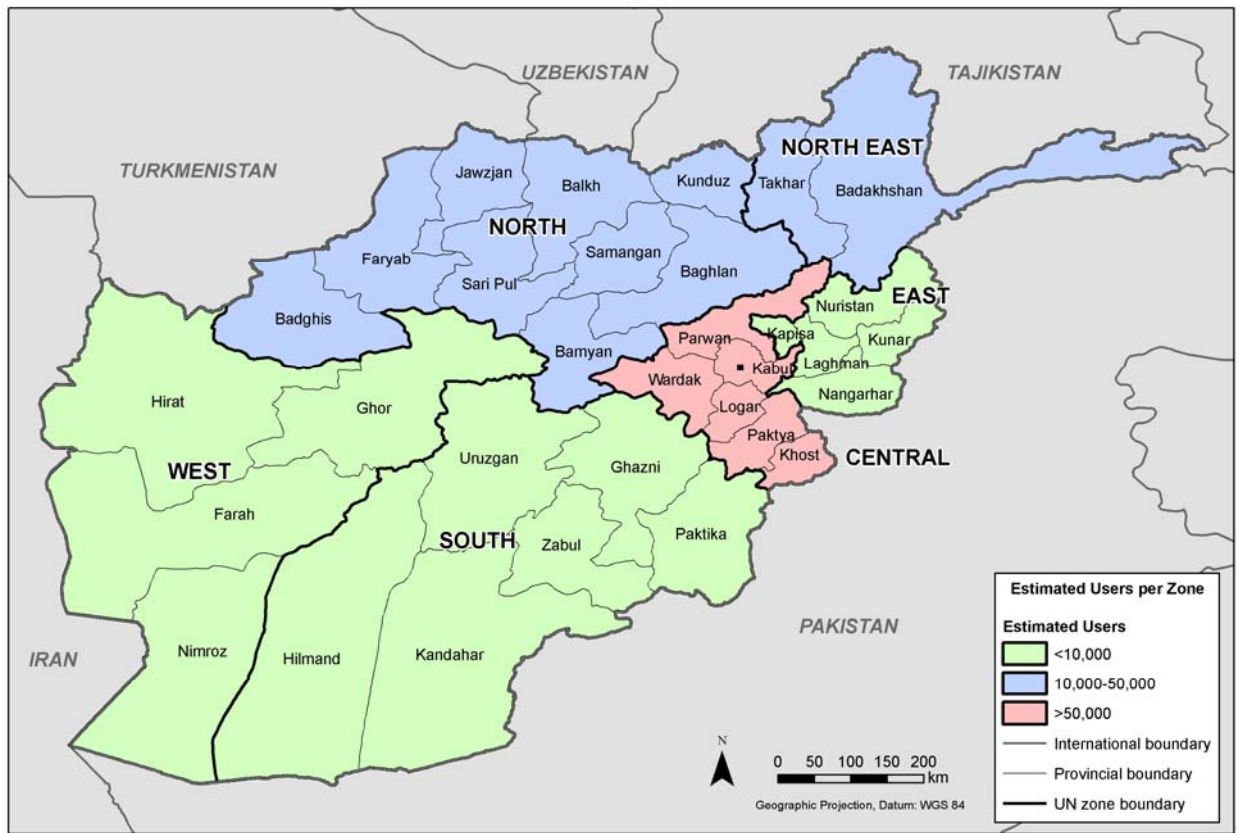 UZBEKISTAN
TAJIKISTAN
TURKMENISTAN
NORTH EAST
Jawzjan
Balkh
Kunduz
Takhar
Badakhshan
NORTH
Faryab
Samangan
Baghlan
Sari Pul
EAST
Nuristan
Badghis
Kapisa
Parwan
Kunar
Bamyan
Laghman
Kabul
Wardak
Nangarhar
Hirat
Ghor
Logar
Paktya
Khost
CENTRAL
Uruzgan
Ghazni
WEST
Farah
SOUTH
Zabul
Paktika
PAKISTAN
IRAN
Nimroz
Hilmand
Kandahar
Estimated Users per Zone
Estimated Users
<10,000
10,000-50,000
>50,000
International boundary
Provincial boundary
UN zone boundary
N
0 50 100 150 200
km
Geographic Projection, Datum: WGS 84